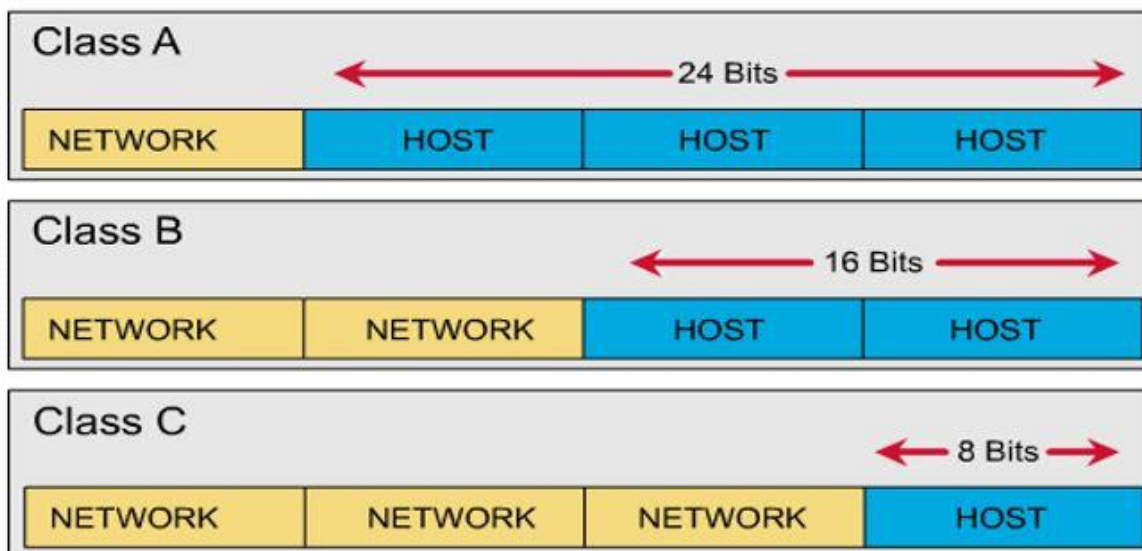 Class A
24 Bits
NETWORK HOST HOST HOST
Class B
16 Bits
NETWORK NETWORK HOST HOST
Class C
8 Bits
NETWORK NETWORK NETWORK HOST